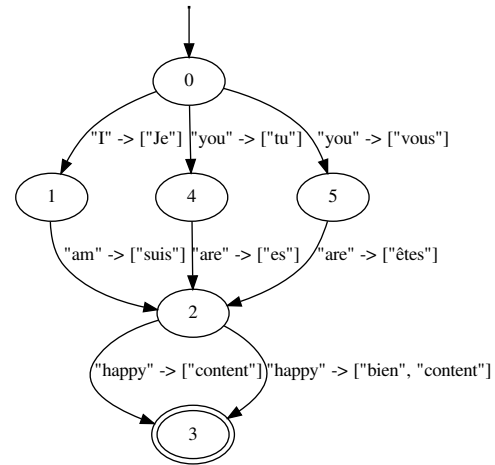 0
"I" -> ["Je"] "you" -> ["tu"] "you" -> ["vous"]
1 4 5
"am" -> ["suis"] "are" -> ["es"] "are" -> ["êtes"]
2
"happy" -> ["content"] "happy" -> ["bien", "content"]
3